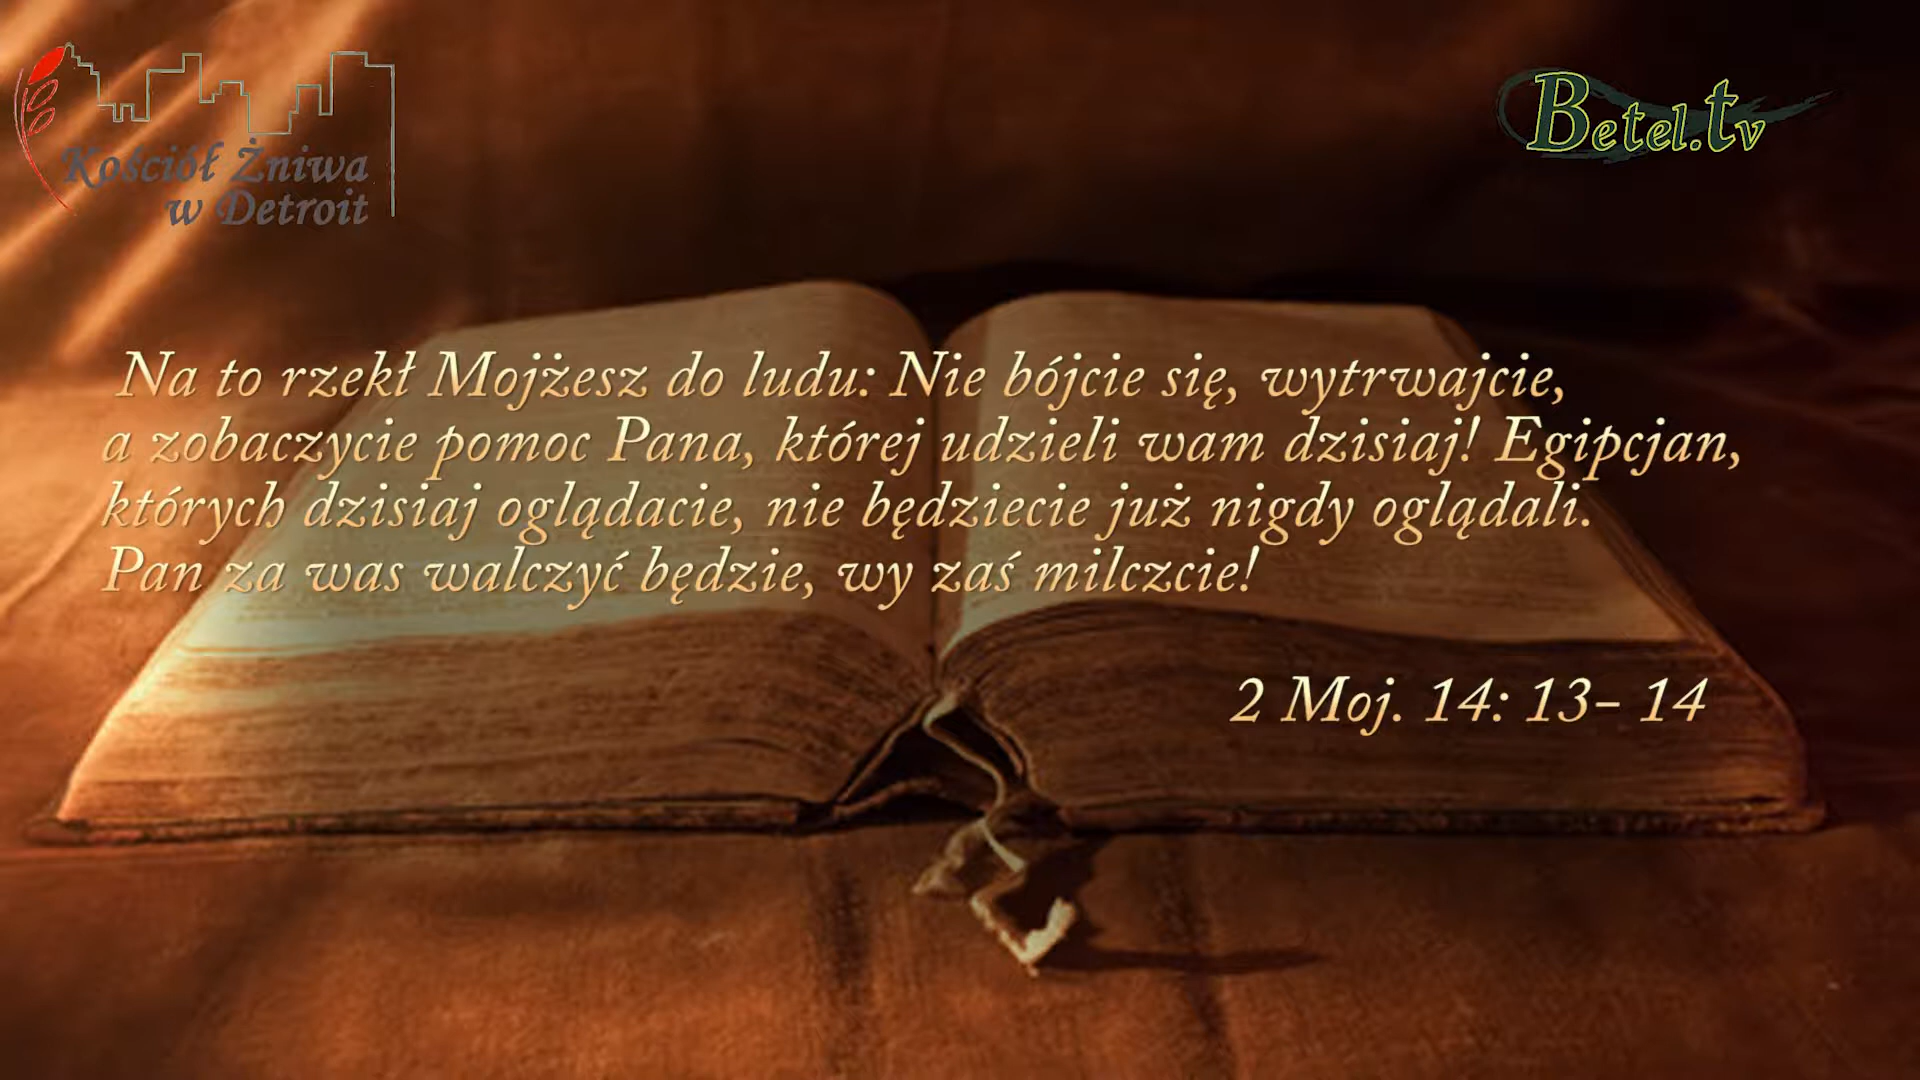 Kościół Żniwa
w Detroit
Betel.tv
Na to rzekł Mojżesz do ludu: Nie bójcie się, wytrwajcie,
a zobaczycie pomoc Pana, której udzieli wam dzisiaj! Egipcjan,
których dzisiaj oglądacie, nie będziecie już nigdy oglądali.
Pan za was walczyć będzie, wy zaś milczcie!
2 Moj. 14: 13- 14